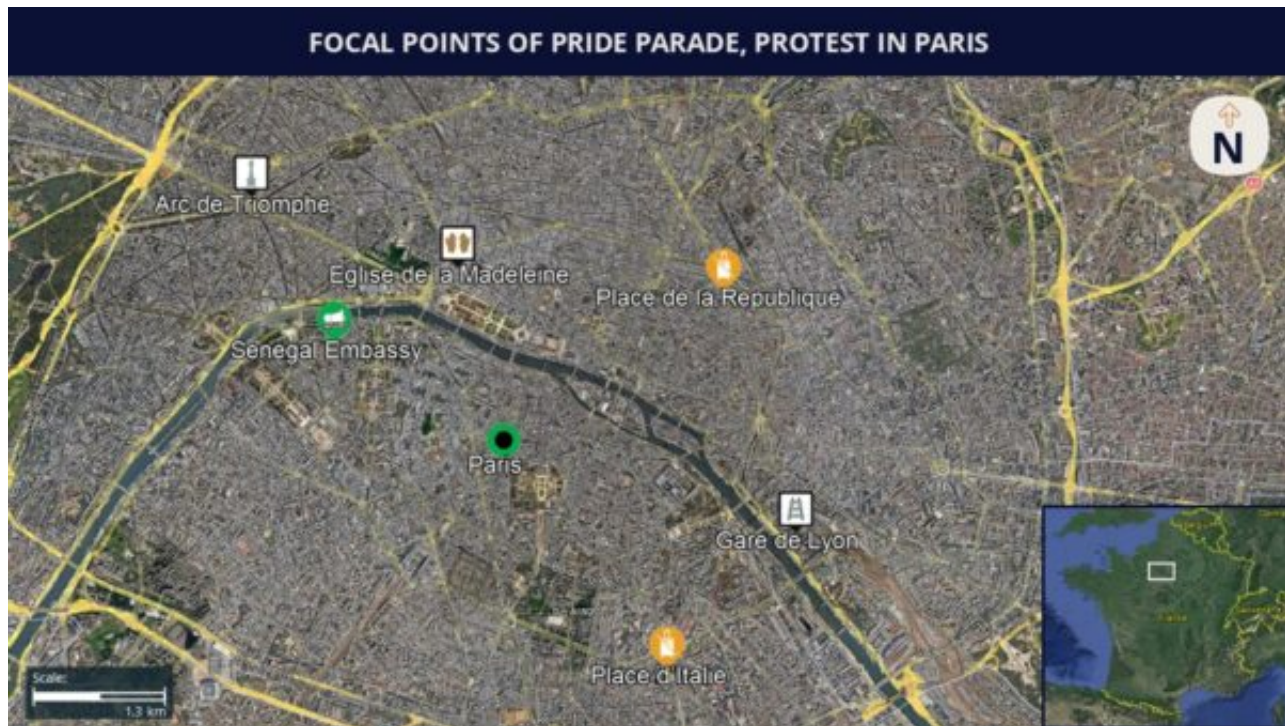 FOCAL POINTS OF PRIDE PARADE, PROTEST IN PARIS
N
Arc de Triomphe
Eglise de la Madeleine
Place de la Republique
Senegal Embassy
Paris
Gare de Lyon
Place d'Italie
Scale:
1.3 km
France